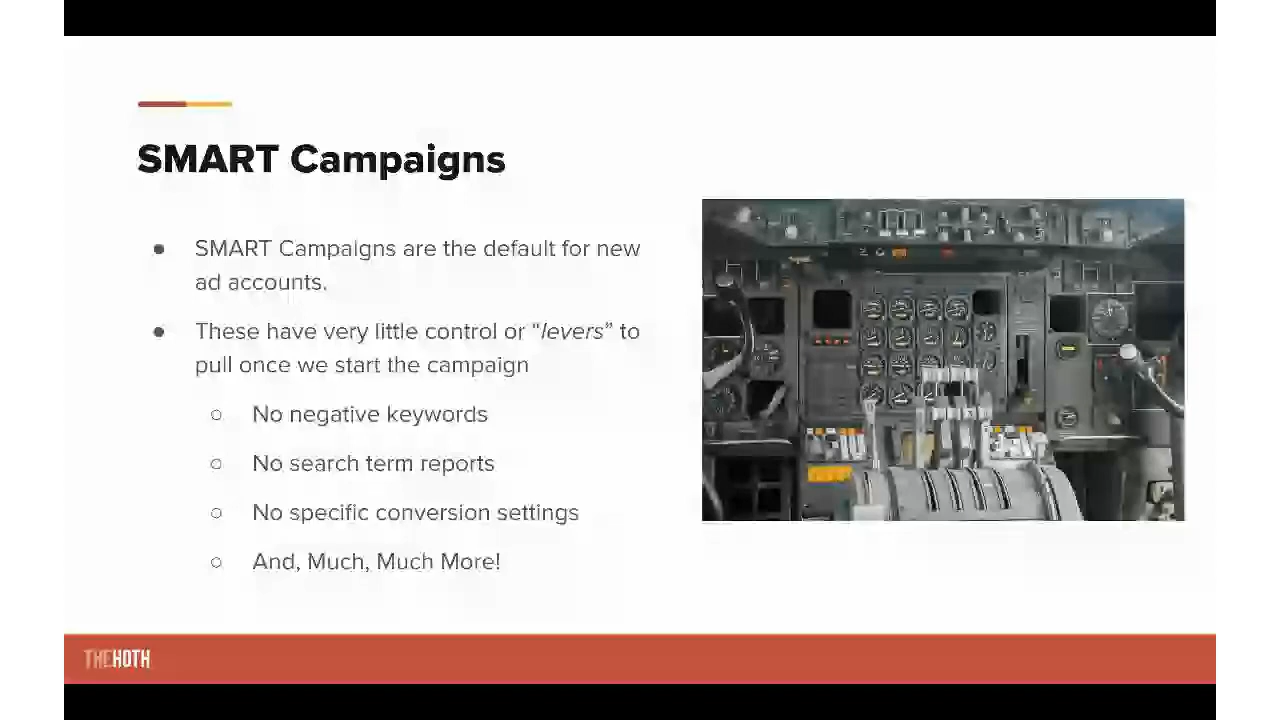 SMART Campaigns
● SMART Campaigns are the default for new
ad accounts.
● These have very little control or “levers” to
pull once we start the campaign
○ No negative keywords
○ No search term reports
○ No specific conversion settings
○ And, Much, Much More!
THEHOTH